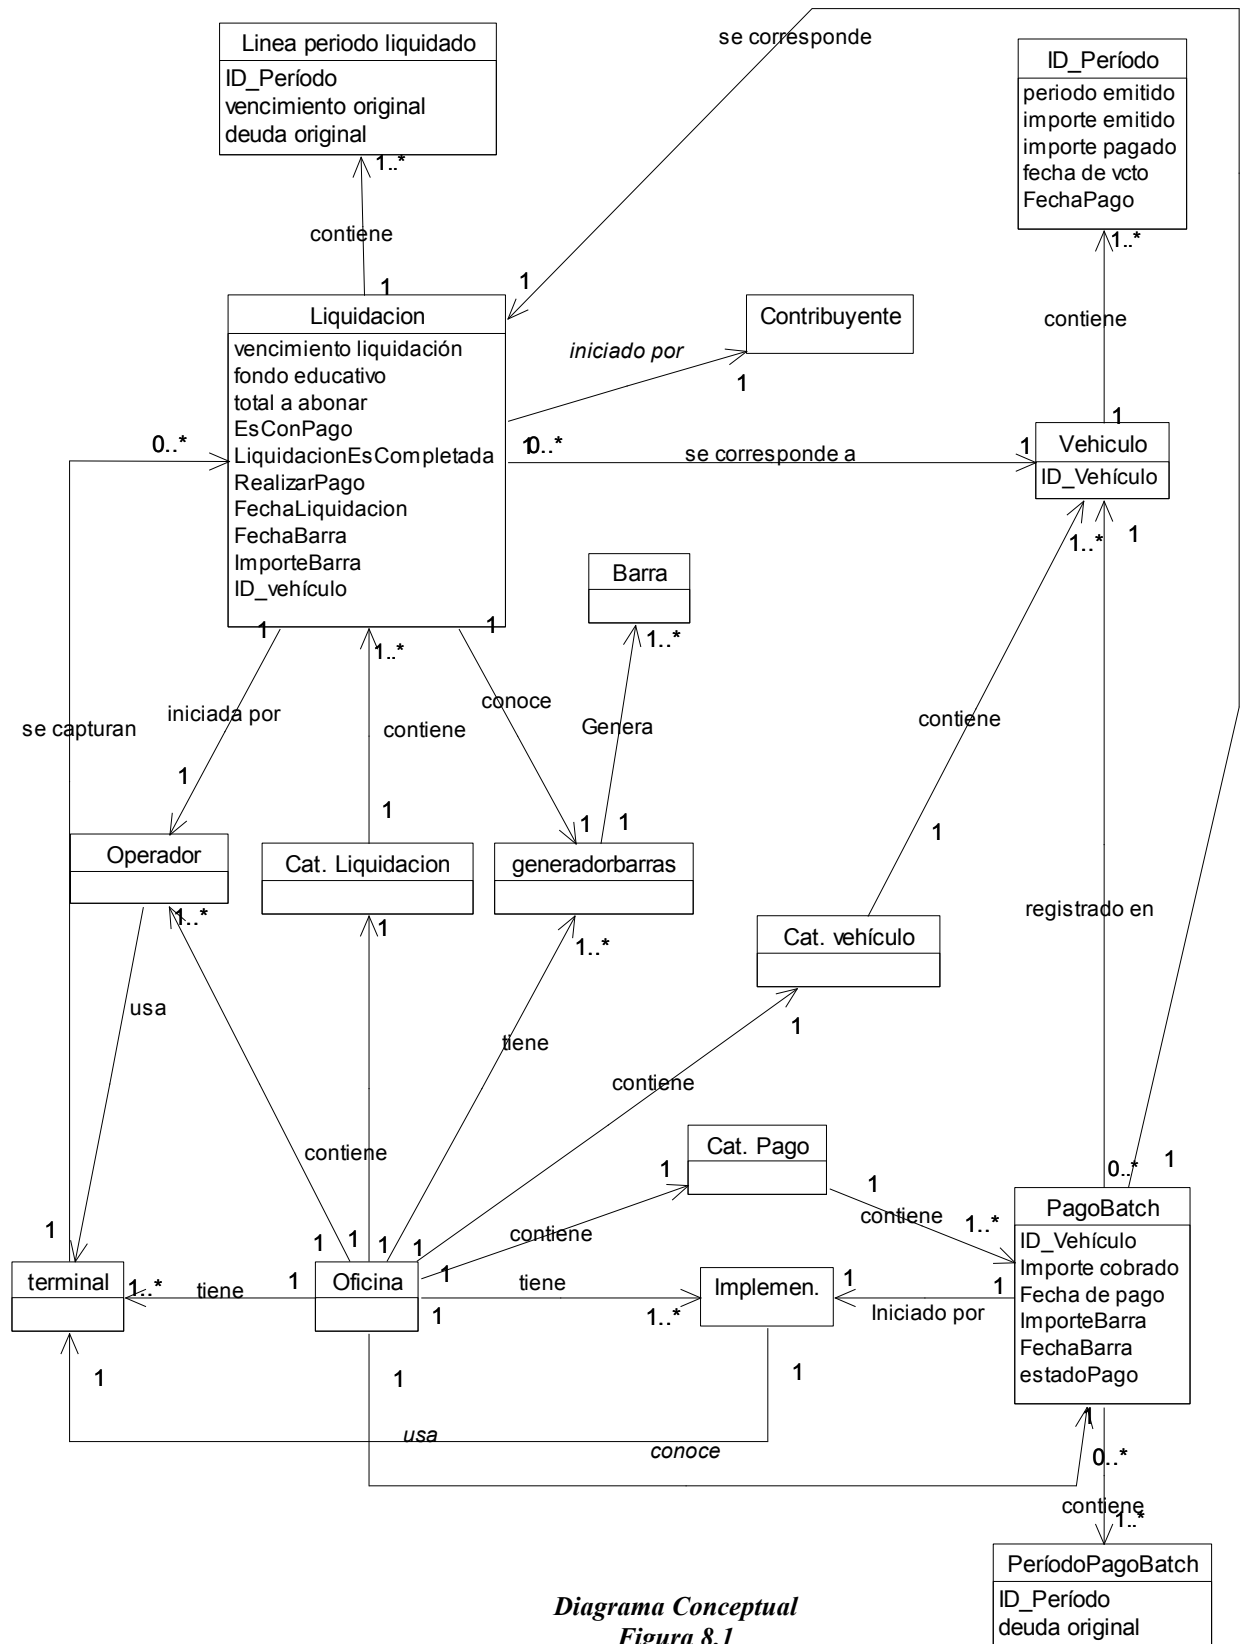 se corresponde
Linea periodo liquidado
ID_Período
vencimiento original
deuda original
1..*
contiene
1
ID_Período
periodo emitido
importe emitido
importe pagado
fecha de vcto
FechaPago
1..*
contiene
1
1
Liquidacion
vencimiento liquidación
fondo educativo
total a abonar
EsConPago
LiquidacionEsCompletada
RealizarPago
FechaLiquidacion
FechaBarra
ImporteBarra
ID_vehículo
iniciado por
1
Contribuyente
0..*
1
0..*
se corresponde a
1
Vehiculo
ID_Vehículo
1..*
1
Barra
1..*
1
1..*
1
se capturan
iniciada por
contiene
conoce
Genera
contiene
1
1
1
1
1
Operador
Cat. Liquidacion
generadorbarras
1..*
1
1..*
Cat. vehículo
registrado en
usa
tiene
1
contiene
contiene
Cat. Pago
1
1
0..*
1
contiene
contiene
1..*
1
1
1
1
1
1
PagoBatch
ID_Vehículo
Importe cobrado
Fecha de pago
ImporteBarra
FechaBarra
estadoPago
terminal
1..*
tiene
1
Oficina
1
tiene
1..*
Implemen.
1
Iniciado por
1
1
1
1
usa
conoce
1
0..*
contiene
1..*
PeríodoPagoBatch
ID_Período
deuda original
Diagrama Conceptual
Figura 8.1